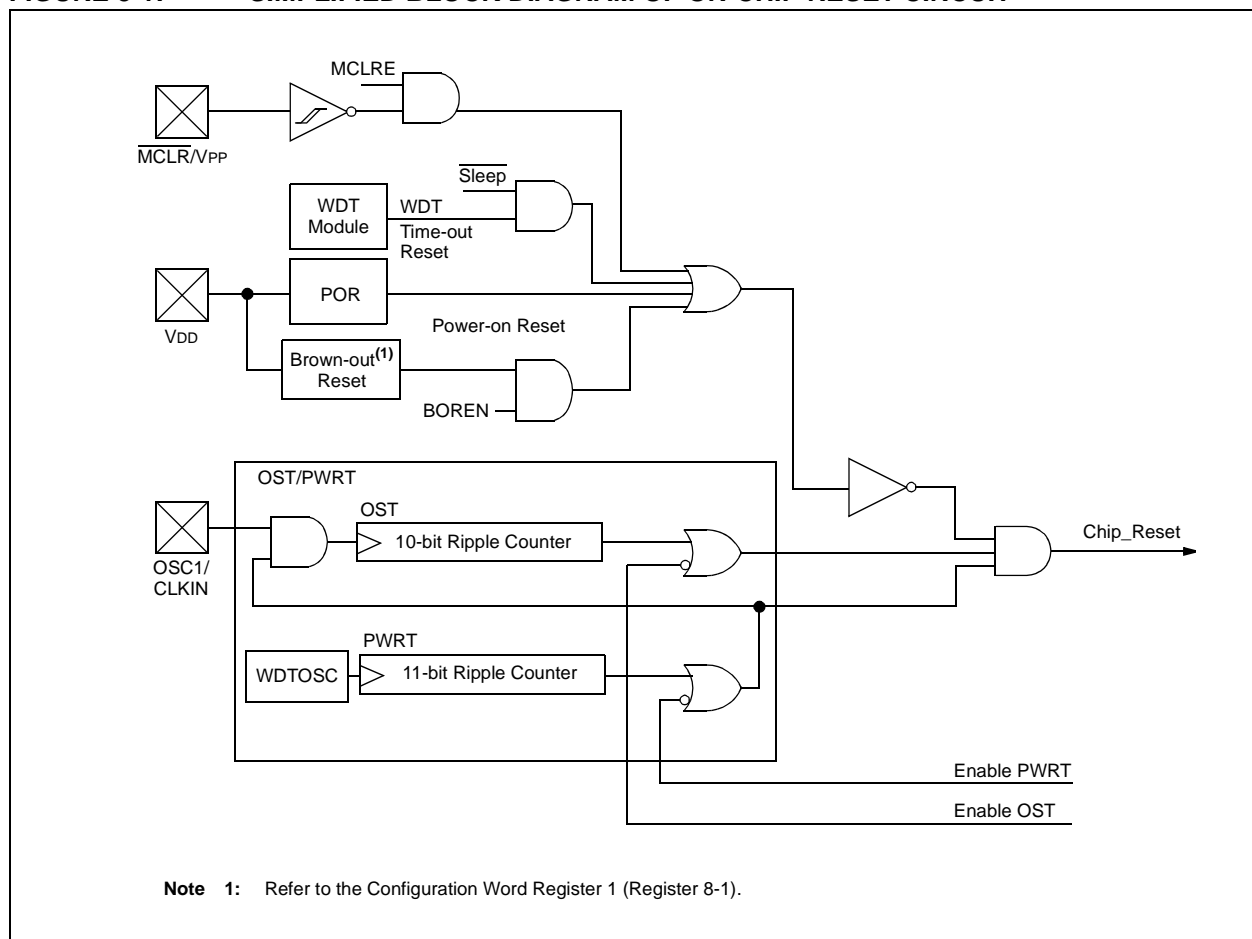 MCLRE
MCLR/VPP
Sleep
WDT
Module
WDT
Time-out
Reset
POR
VDD
Power-on Reset
Brown-out(1)
Reset
BOREN
OST/PWRT
OST
10-bit Ripple Counter
OSC1/
CLKIN
Chip_Reset
PWRT
WDTOSC
11-bit Ripple Counter
Enable PWRT
Enable OST
Note 1: Refer to the Configuration Word Register 1 (Register 8-1).